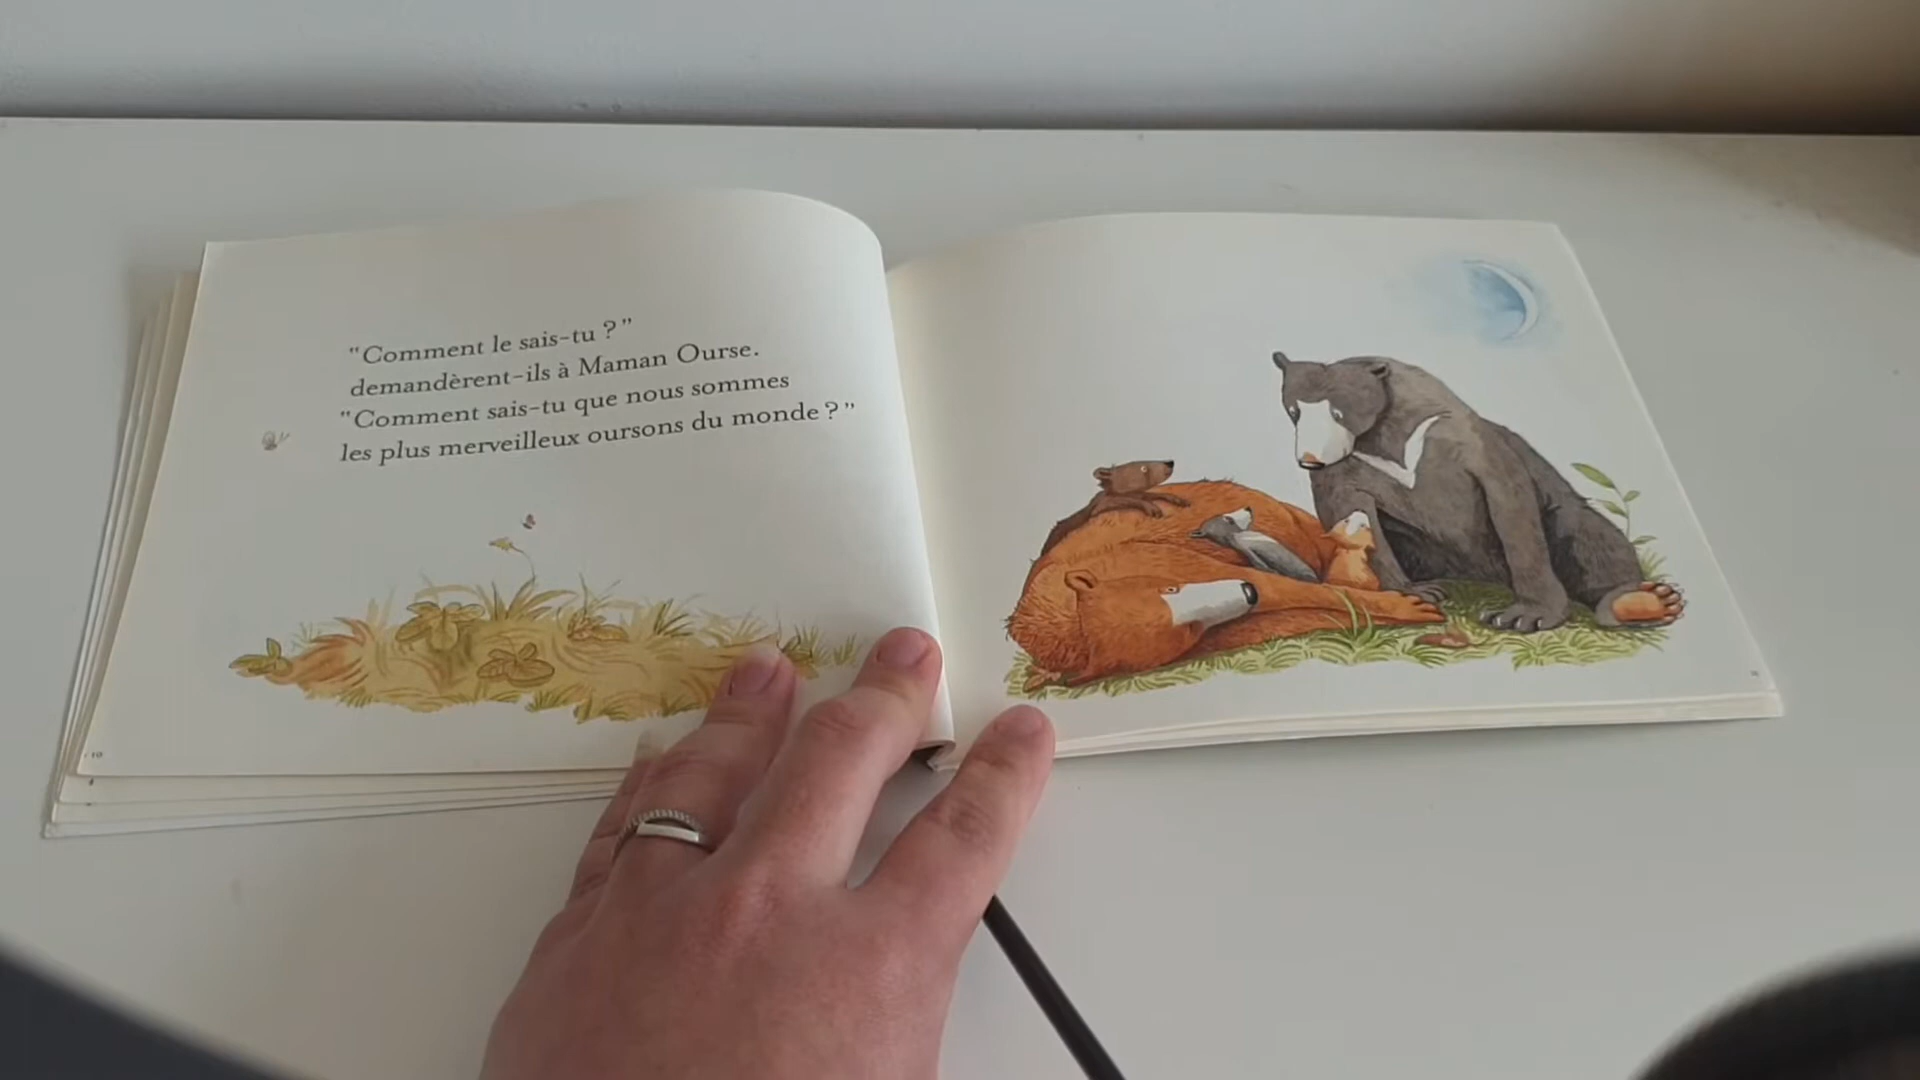 "Comment le sais-tu ?"
demandèrent-ils à Maman Ourse.
"Comment sais-tu que nous sommes
les plus merveilleux oursons du monde ?"
10